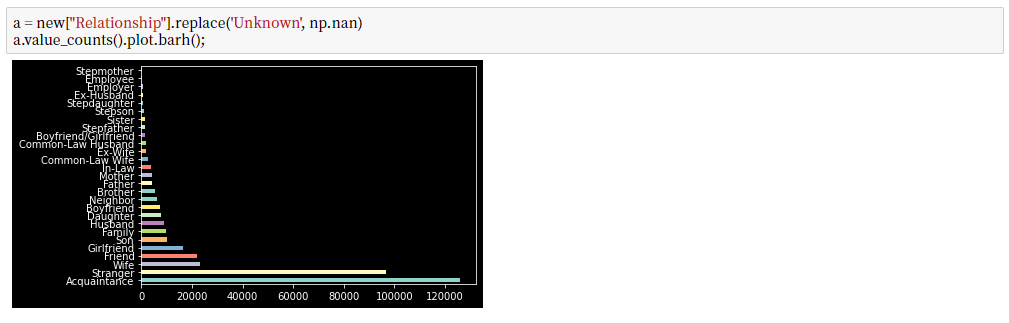 a = new["Relationship"].replace('Unknown', np.nan)
a.value_counts().plot.barh();
Stepmother
Employee
Employer
Ex-Husband
Stepdaughter
Stepson
Sister
Stepfather
Boyfriend/Girlfriend
Common-Law Husband
Ex-Wife
Common-Law Wife
In-Law
Mother
Father
Brother
Neighbor
Boyfriend
Daughter
Husband
Family
Son
Girlfriend
Friend
Wife
Stranger
Acquaintance
0 20000 40000 60000 80000 100000 120000